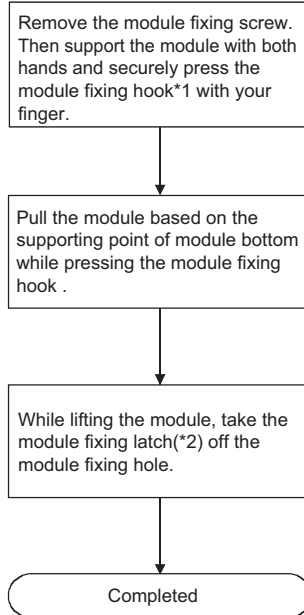 Remove the module fixing screw.
Then support the module with both
hands and securely press the
module fixing hook*1 with your
finger.
Pull the module based on the
supporting point of module bottom
while pressing the module fixing
hook .
While lifting the module, take the
module fixing latch(*2) off the
module fixing hole.
Completed